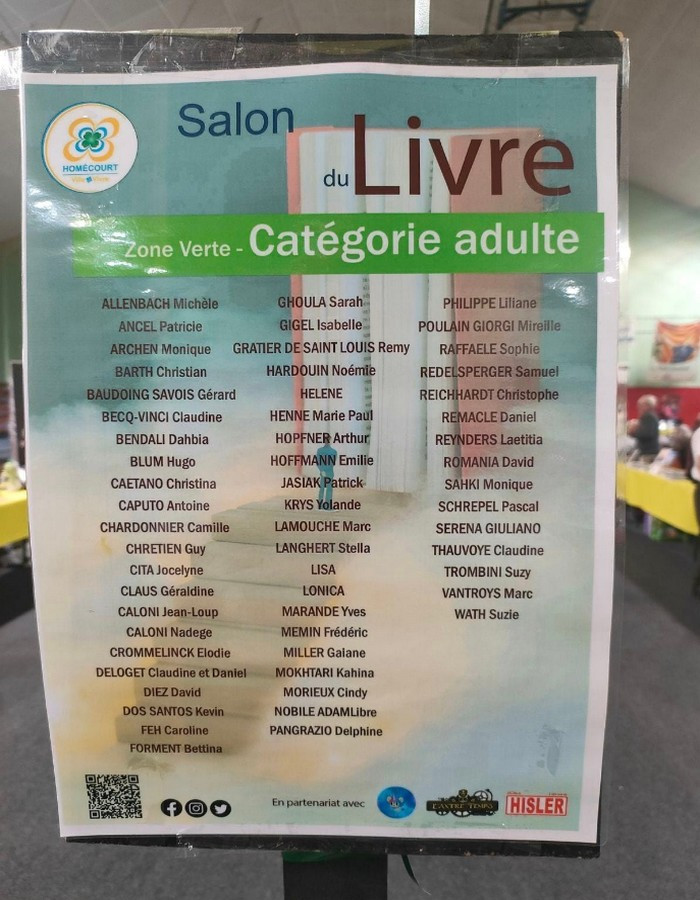 Salon
du Livre
HOMÉCOURT
Zone Verte - Catégorie adulte
ALLENBACH Michèle
ANCEL Patricie
ARCHEN Monique
BARTH Christian
BAUDOING SAVOIS Gérard
BECQ-VINCI Claudine
BENDALI Dahbia
BLUM Hugo
CAETANO Christina
CAPUTO Antoine
CHARDONNIER Camille
CHRETIEN Guy
CITA Jocelyne
CLAUS Géraldine
CALONI Jean-Loup
CALONI Nadege
CROMMELINCK Elodie
DELOGET Claudine et Daniel
DIEZ David
DOS SANTOS Kevin
FEH Caroline
FORMENT Bettina
GHOULA Sarah
GIGEL Isabelle
GRATIER DE SAINT LOUIS Remy
HARDOUIN Noémie
HELENE
HENNE Marie Paul
HOPFNER Arthur
HOFFMANN Emilie
JASIAK Patrick
KRYS Yolande
LAMOUCHE Marc
LANGHERT Stella
LISA
LONICA
MARANDE Yves
MEMIN Frédéric
MILLER Galane
MOKHTARI Kahina
MORIEUX Cindy
NOBILE ADAMLibre
PANGRAZIO Delphine
PHILIPPE Liliane
POULAIN GIORGI Mireille
RAFFAELE Sophie
REDELSPERGER Samuel
REICHHARDT Christophe
REMACLE Daniel
REYNDERS Laetitia
ROMANIA David
SAHKI Monique
SCHREPEL Pascal
SERENA GIULIANO
THAUVOYE Claudine
TROMBINI Suzy
VANTROYS Marc
WATH Suzie
En partenariat avec
L'ANTRE TEMPS
HISLER